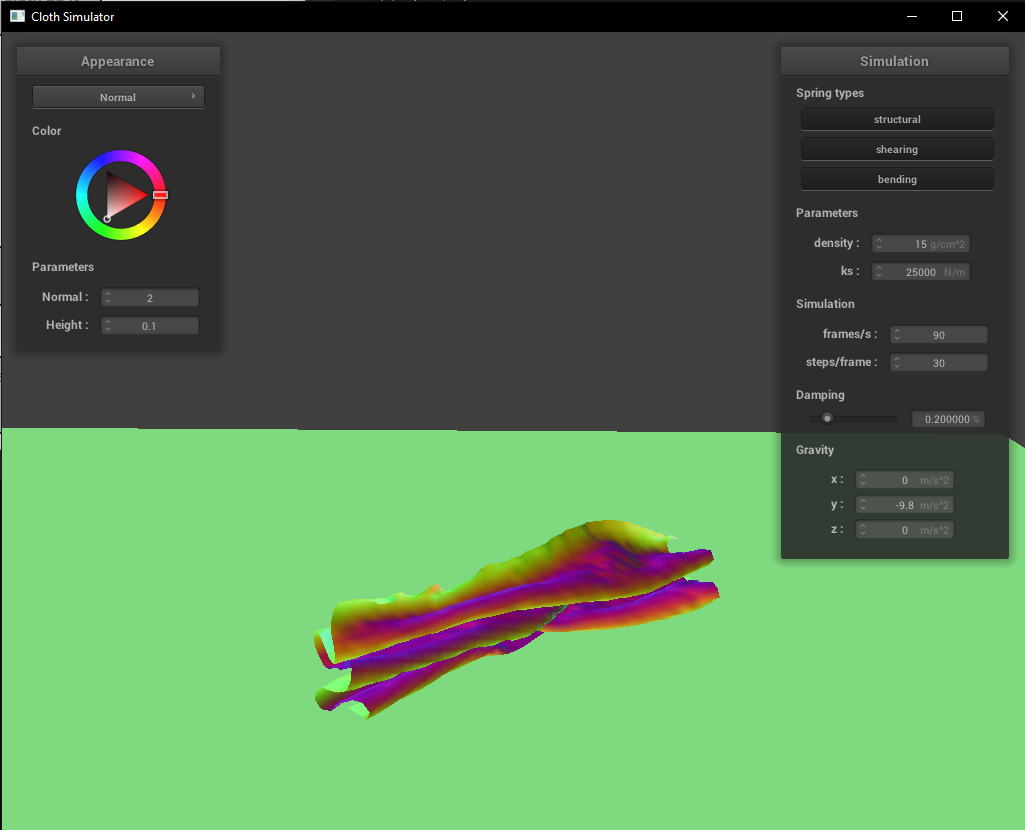 Cloth Simulator
Appearance
Normal
Color
Parameters
Normal : 2
Height : 0.1
Simulation
Spring types
structural
shearing
bending
Parameters
density : 15 g/cm^2
ks : 25000 N/m
Simulation
frames/s : 90
steps/frame : 30
Damping
0.200000 %
Gravity
x : 0 m/s^2
y : -9.8 m/s^2
z : 0 m/s^2